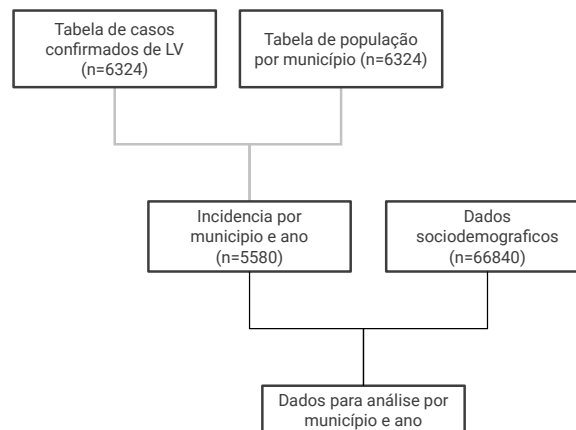 Tabela de casos
confirmados de LV
(n=6324)
Tabela de população
por município (n=6324)
Incidencia por
municipio e ano
(n=5580)
Dados
sociodemograficos
(n=66840)
Dados para análise por
município e ano